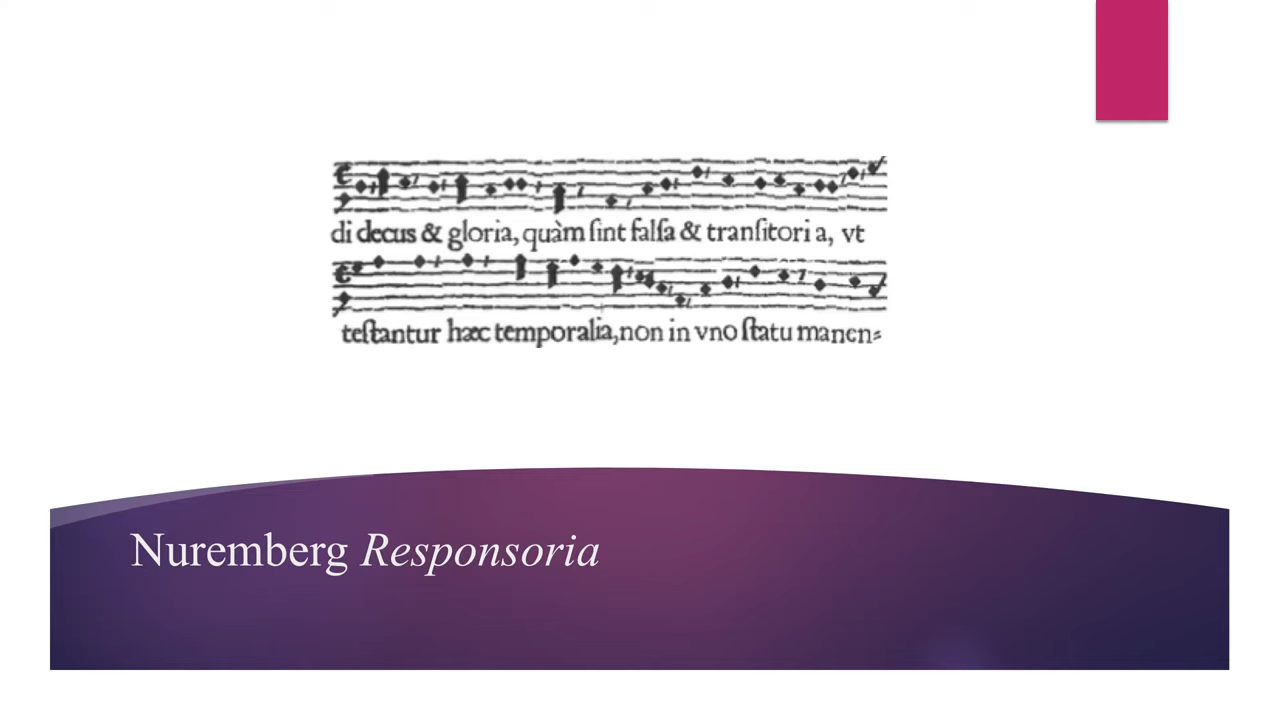 di decus & gloria, quàm ſint falſa & tranſitori a, vt
teſtantur hæc temporalia, non in vno ſtatu manen⸗
Nuremberg Responsoria